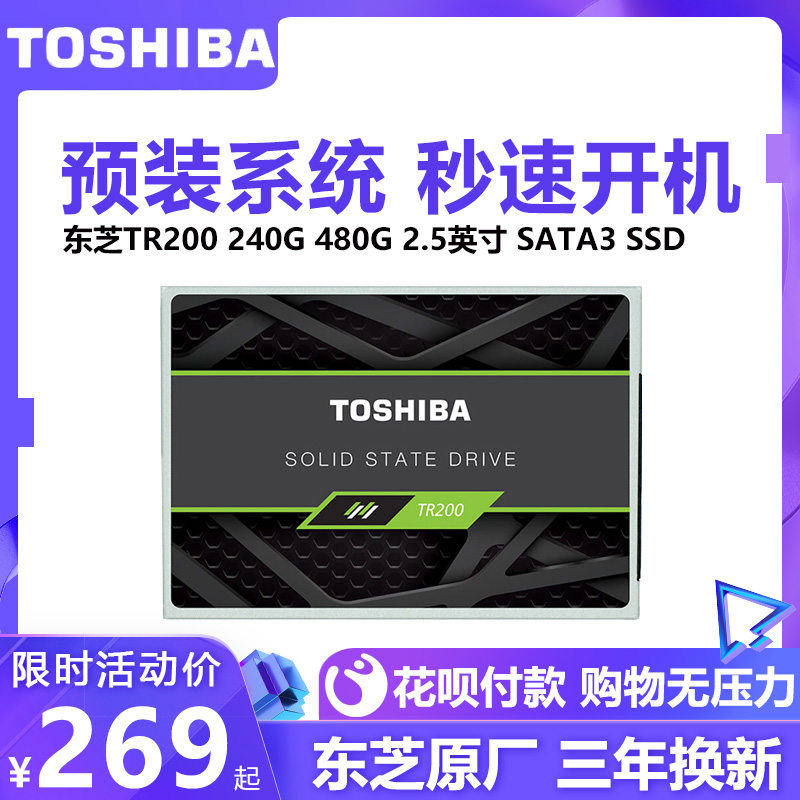 TOSHIBA
预装系统 秒速开机
东芝TR200 240G 480G 2.5英寸 SATA3 SSD
TOSHIBA
SOLID STATE DRIVE
TR200
限时活动价
¥269起
花呗付款 购物无压力
东芝原厂 三年换新